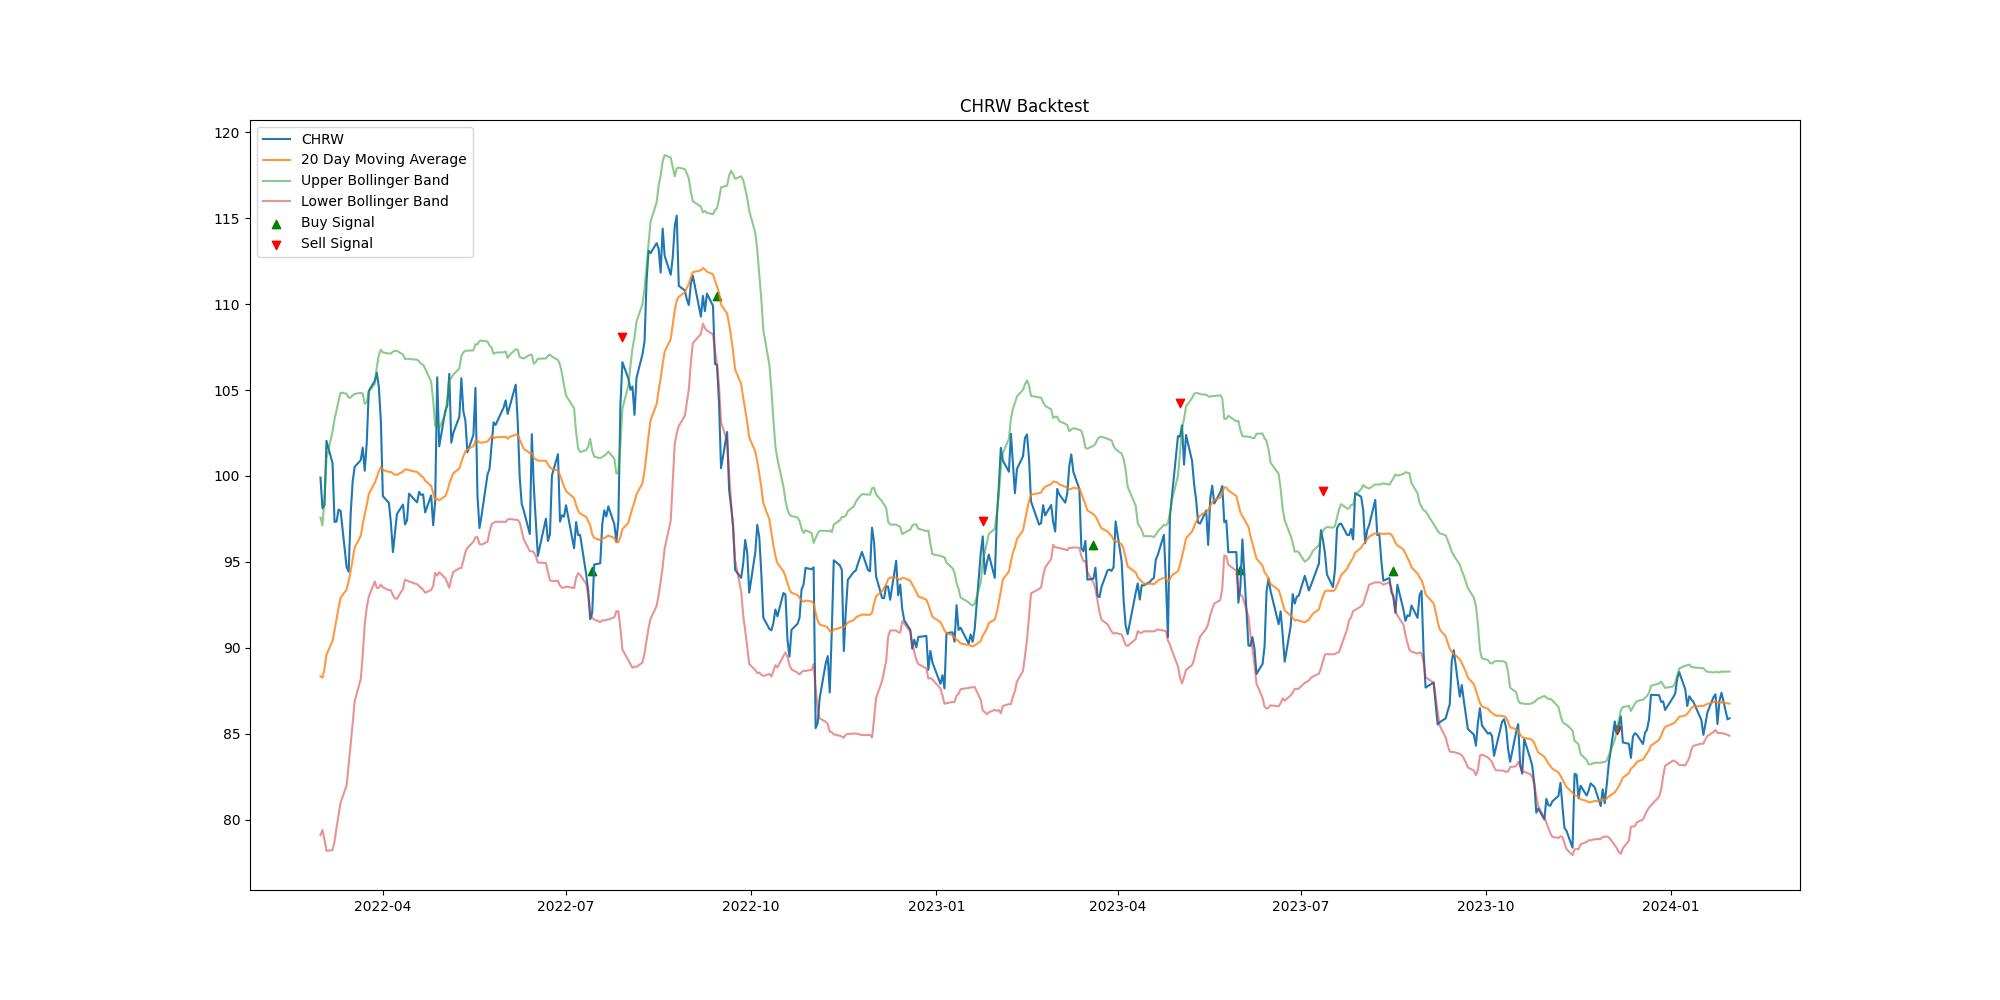 CHRW Backtest
CHRW
20 Day Moving Average
Upper Bollinger Band
Lower Bollinger Band
Buy Signal
Sell Signal
120
115
110
105
100
95
90
85
80
2022-04 2022-07 2022-10 2023-01 2023-04 2023-07 2023-10 2024-01